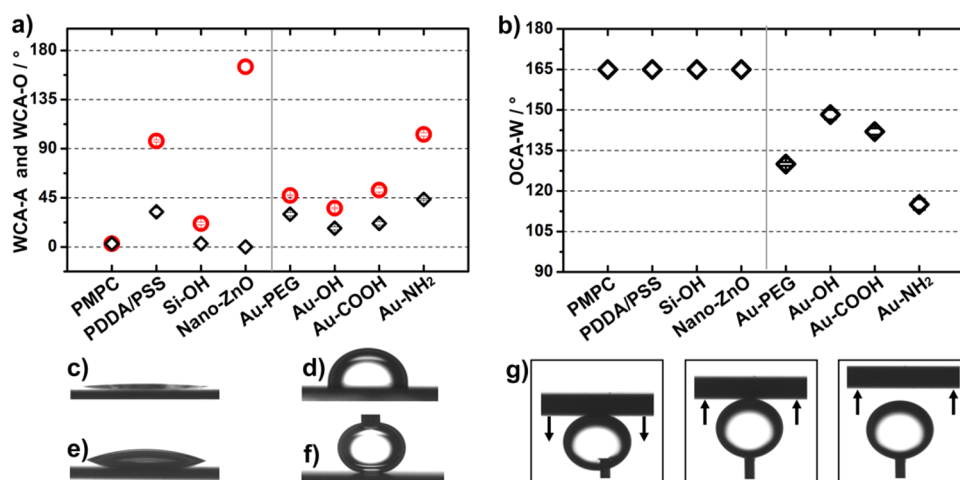 a)
WCA-A and WCA-O / °
180
135
90
45
0
PMPC
PDDA/PSS
Si-OH
Nano-ZnO
Au-PEG
Au-OH
Au-COOH
Au-NH₂
b)
OCA-W / °
180
165
150
135
120
105
90
PMPC
PDDA/PSS
Si-OH
Nano-ZnO
Au-PEG
Au-OH
Au-COOH
Au-NH₂
c)
d)
e)
f)
g)